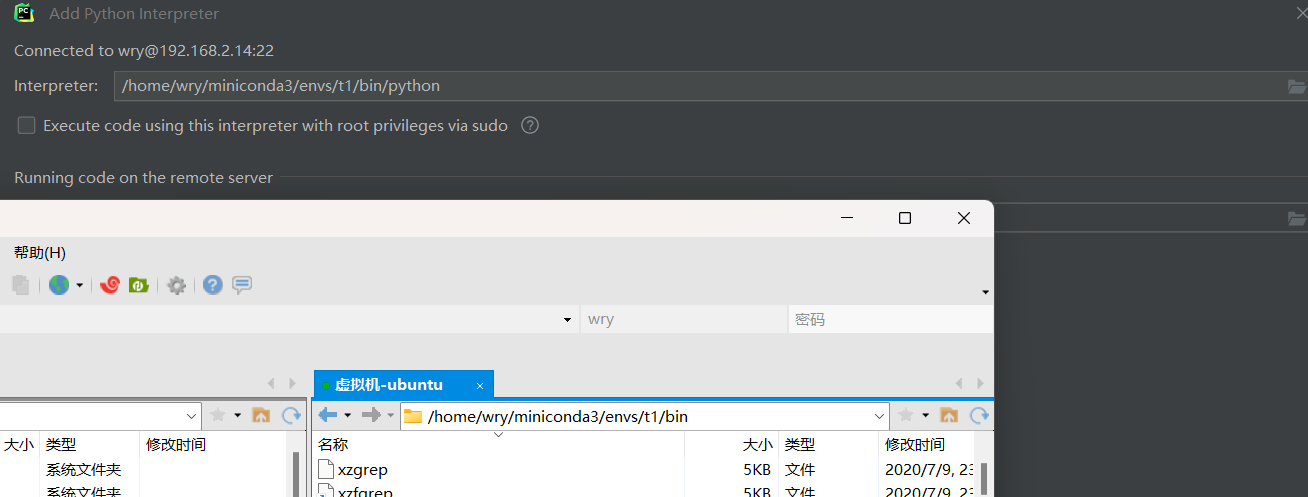 PC
Add Python Interpreter
Connected to wry@192.168.2.14:22
Interpreter: /home/wry/miniconda3/envs/t1/bin/python
Execute code using this interpreter with root privileges via sudo ?
Running code on the remote server
帮助(H)
wry 密码
虚拟机-ubuntu
/home/wry/miniconda3/envs/t1/bin
大小 类型 修改时间 名称 大小 类型 修改时间
系统文件夹 xzgrep 5KB 文件 2020/7/9, 23
系统文件夹 xzfgrep 5KB 文件 2020/7/9, 23